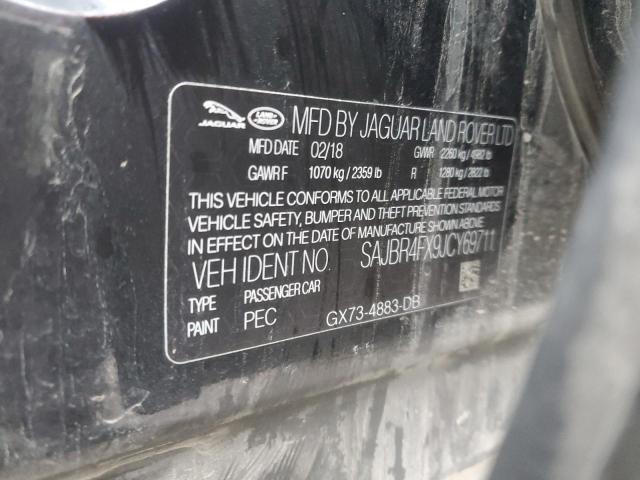 JAGUAR LAND ROVER MFD BY JAGUAR LAND ROVER LTD
MFD DATE 02/18 GVWR 2260 kg / 4982 lb
GAWR F 1070 kg / 2359 lb R 1280 kg / 2822 lb
THIS VEHICLE CONFORMS TO ALL APPLICABLE FEDERAL MOTOR
VEHICLE SAFETY, BUMPER AND THEFT PREVENTION STANDARDS
IN EFFECT ON THE DATE OF MANUFACTURE SHOWN ABOVE.
VEH IDENT NO. SAJBR4FX9JCY69711
TYPE PASSENGER CAR
PAINT PEC GX73-4883-DB